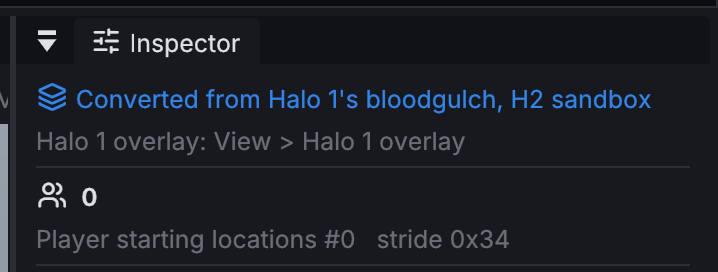 Inspector
Converted from Halo 1's bloodgulch, H2 sandbox
Halo 1 overlay: View > Halo 1 overlay
0
Player starting locations #0 stride 0x34